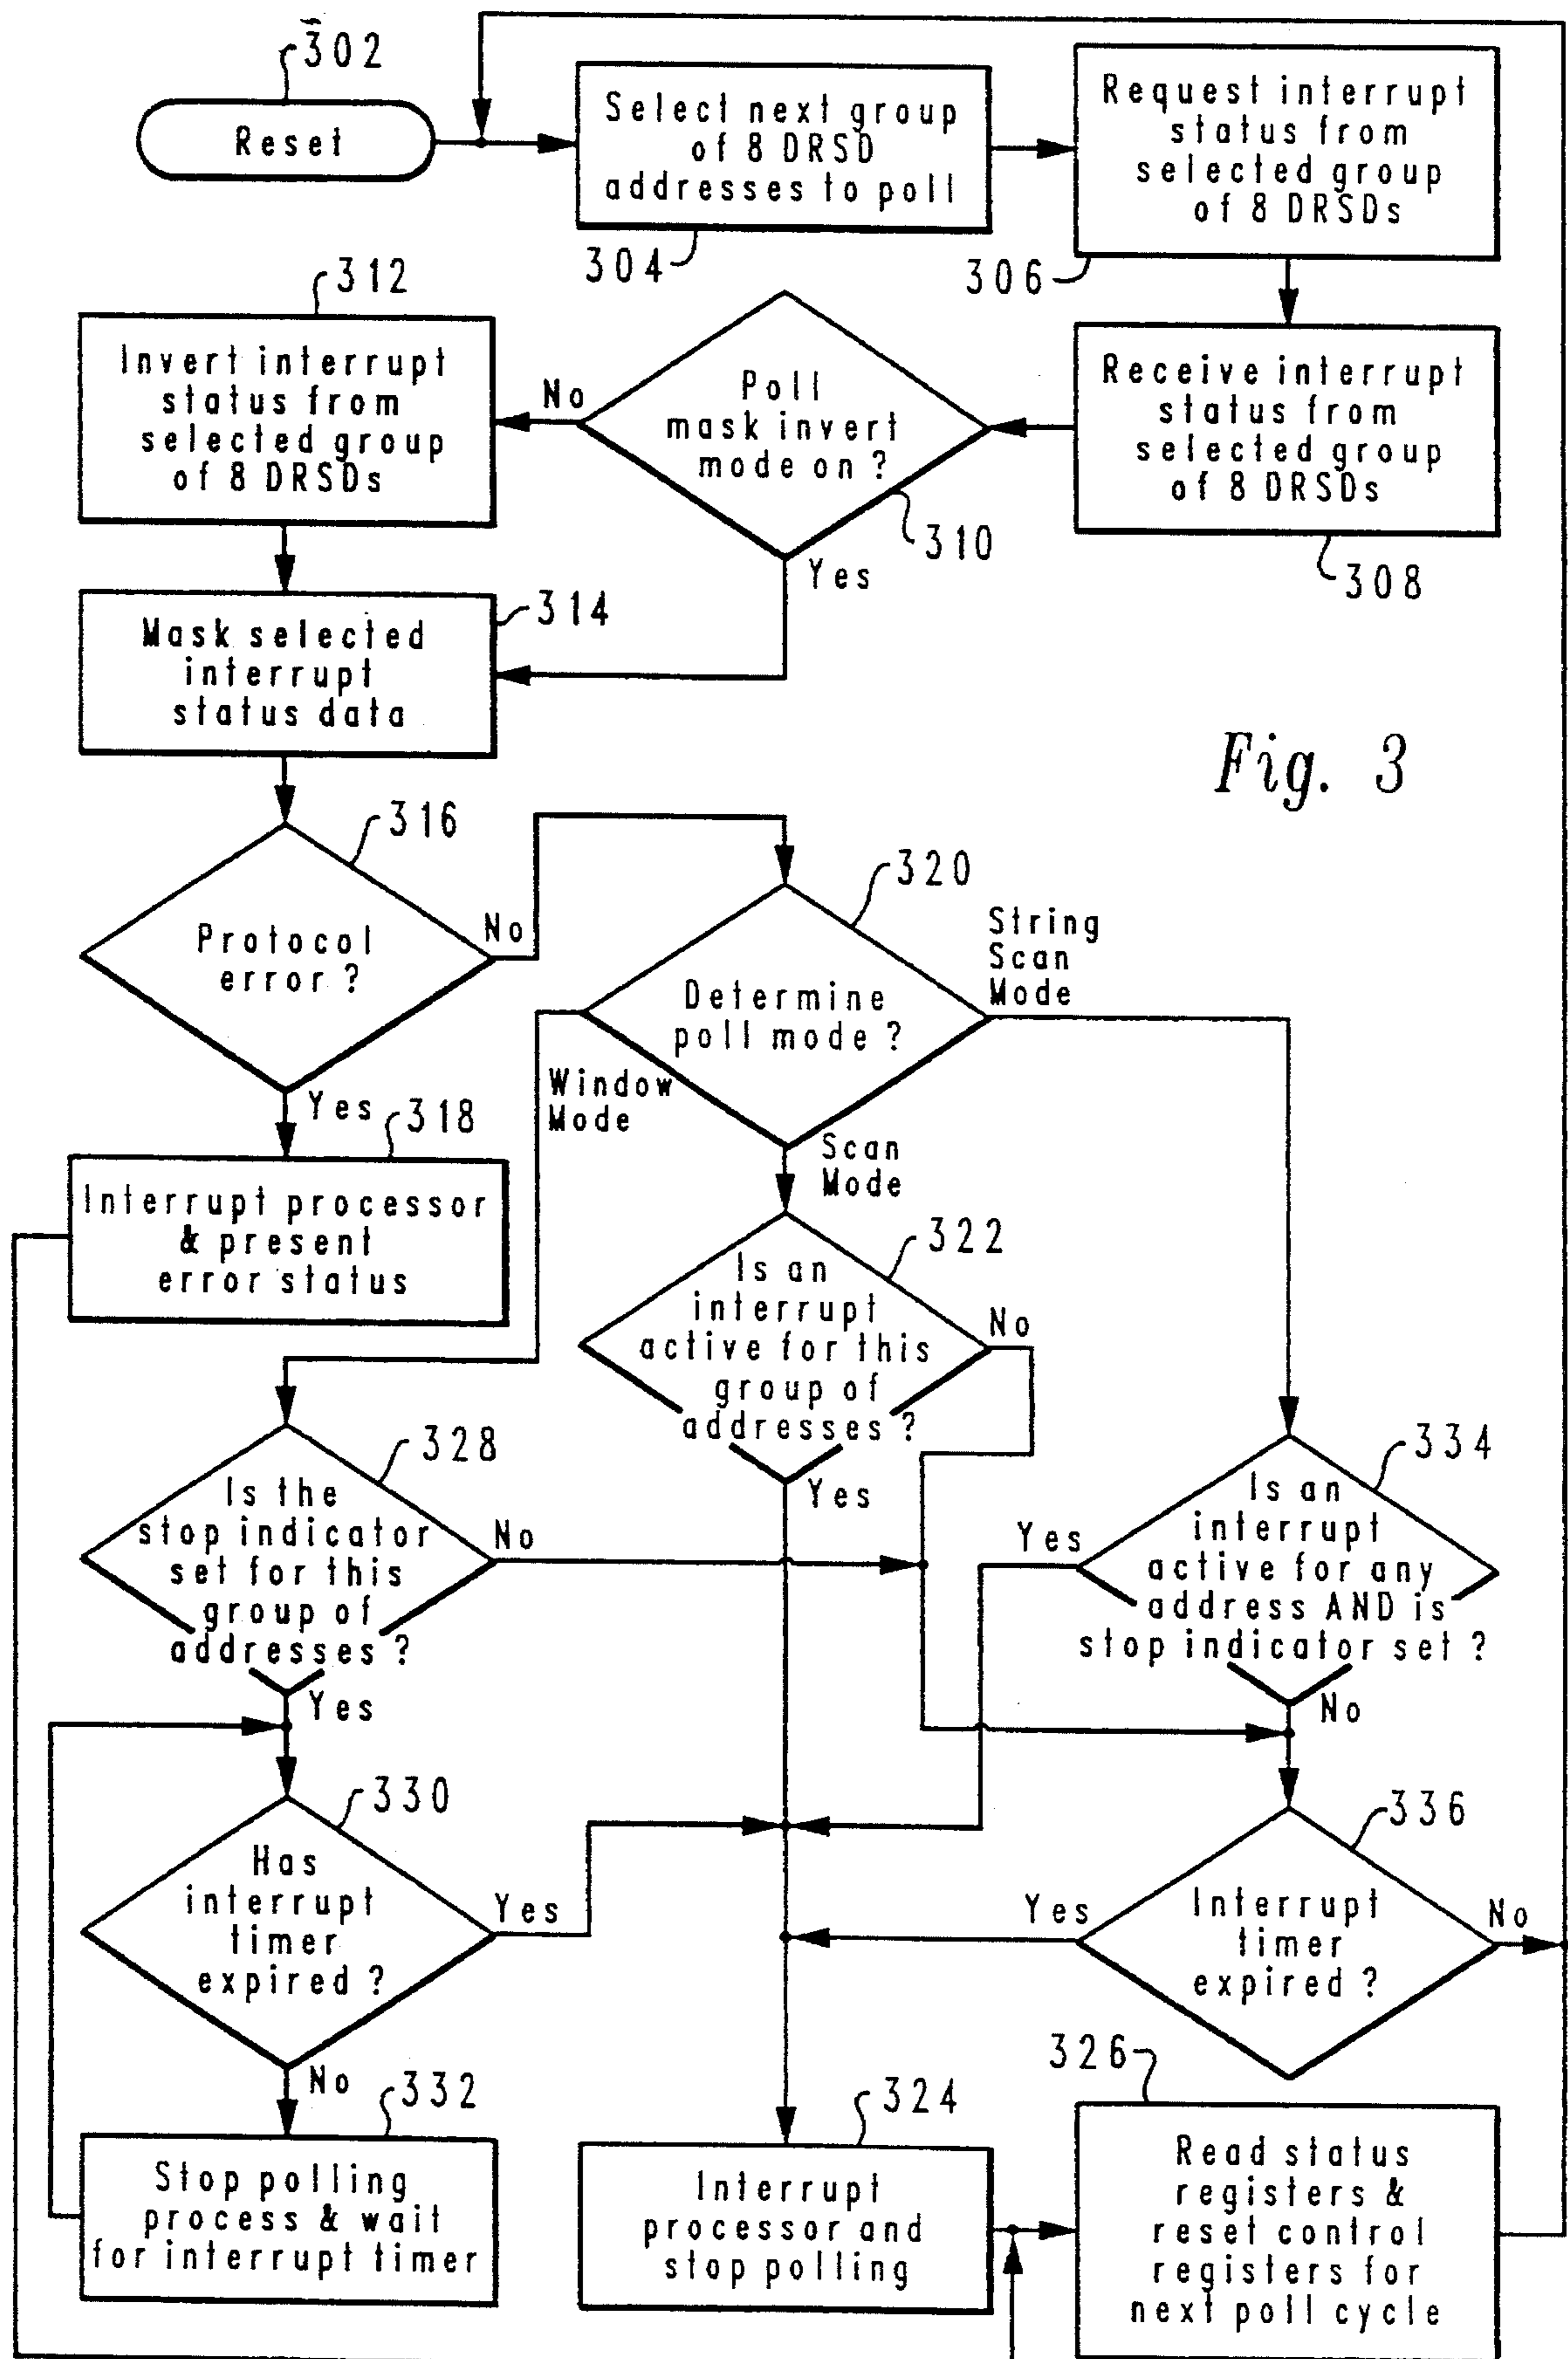 302
Reset
Select next group
of 8 DRSD
addresses to poll
304
Request interrupt
status from
selected group
of 8 DRSDs
306
Receive interrupt
status from
selected group
of 8 DRSDs
308
Poll
mask invert
mode on ?
310
No
Yes
312
Invert interrupt
status from
selected group
of 8 DRSDs
314
Mask selected
interrupt
status data
Fig. 3
316
Protocol
error ?
No
Yes
318
Interrupt processor
& present
error status
320
Determine
poll mode ?
String
Scan
Mode
Window
Mode
Scan
Mode
322
Is an
interrupt
active for this
group of
addresses ?
No
Yes
328
Is the
stop indicator
set for this
group of
addresses ?
No
Yes
334
Is an
interrupt
active for any
address AND is
stop indicator set ?
Yes
No
330
Has
interrupt
timer
expired ?
Yes
No
336
Interrupt
timer
expired ?
Yes
No
332
Stop polling
process & wait
for interrupt timer
324
Interrupt
processor and
stop polling
326
Read status
registers &
reset control
registers for
next poll cycle